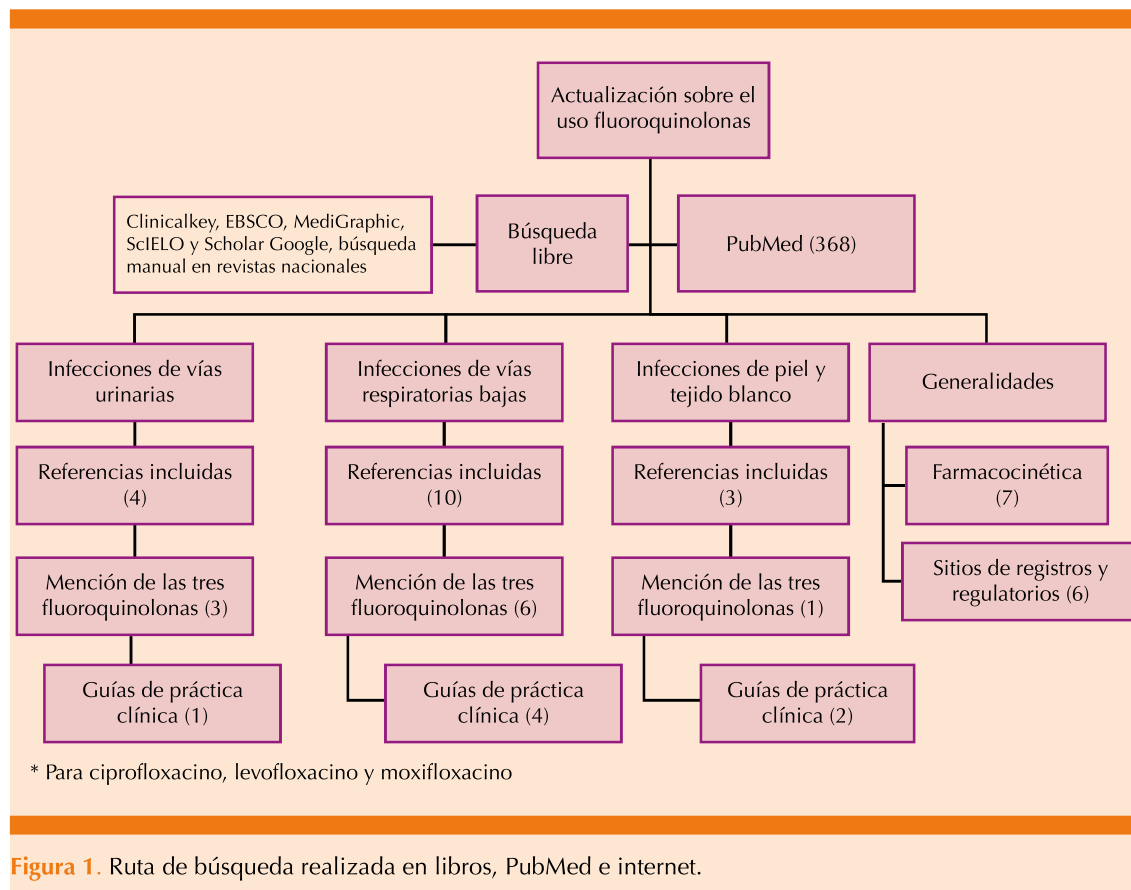 Actualización sobre el
uso fluoroquinolonas
Clinicalkey, EBSCO, MediGraphic,
ScIELO y Scholar Google, búsqueda
manual en revistas nacionales
Búsqueda
libre
PubMed (368)
Infecciones de vías
urinarias
Infecciones de vías
respiratorias bajas
Infecciones de piel y
tejido blanco
Generalidades
Referencias incluidas
(4)
Referencias incluidas
(10)
Referencias incluidas
(3)
Farmacocinética
(7)
Mención de las tres
fluoroquinolonas (3)
Mención de las tres
fluoroquinolonas (6)
Mención de las tres
fluoroquinolonas (1)
Sitios de registros y
regulatorios (6)
Guías de práctica
clínica (1)
Guías de práctica
clínica (4)
Guías de práctica
clínica (2)
* Para ciprofloxacino, levofloxacino y moxifloxacino
Figura 1. Ruta de búsqueda realizada en libros, PubMed e internet.